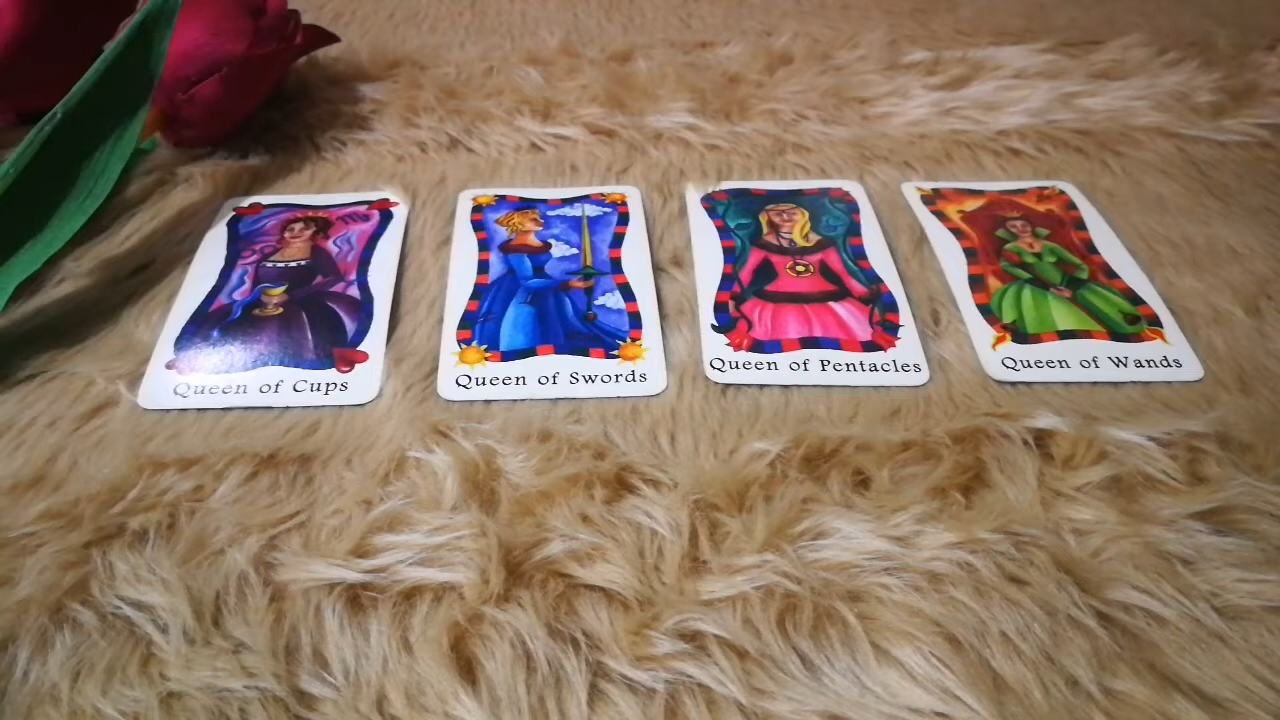 Queen of Cups
Queen of Swords
Queen of Pentacles
Queen of Wands